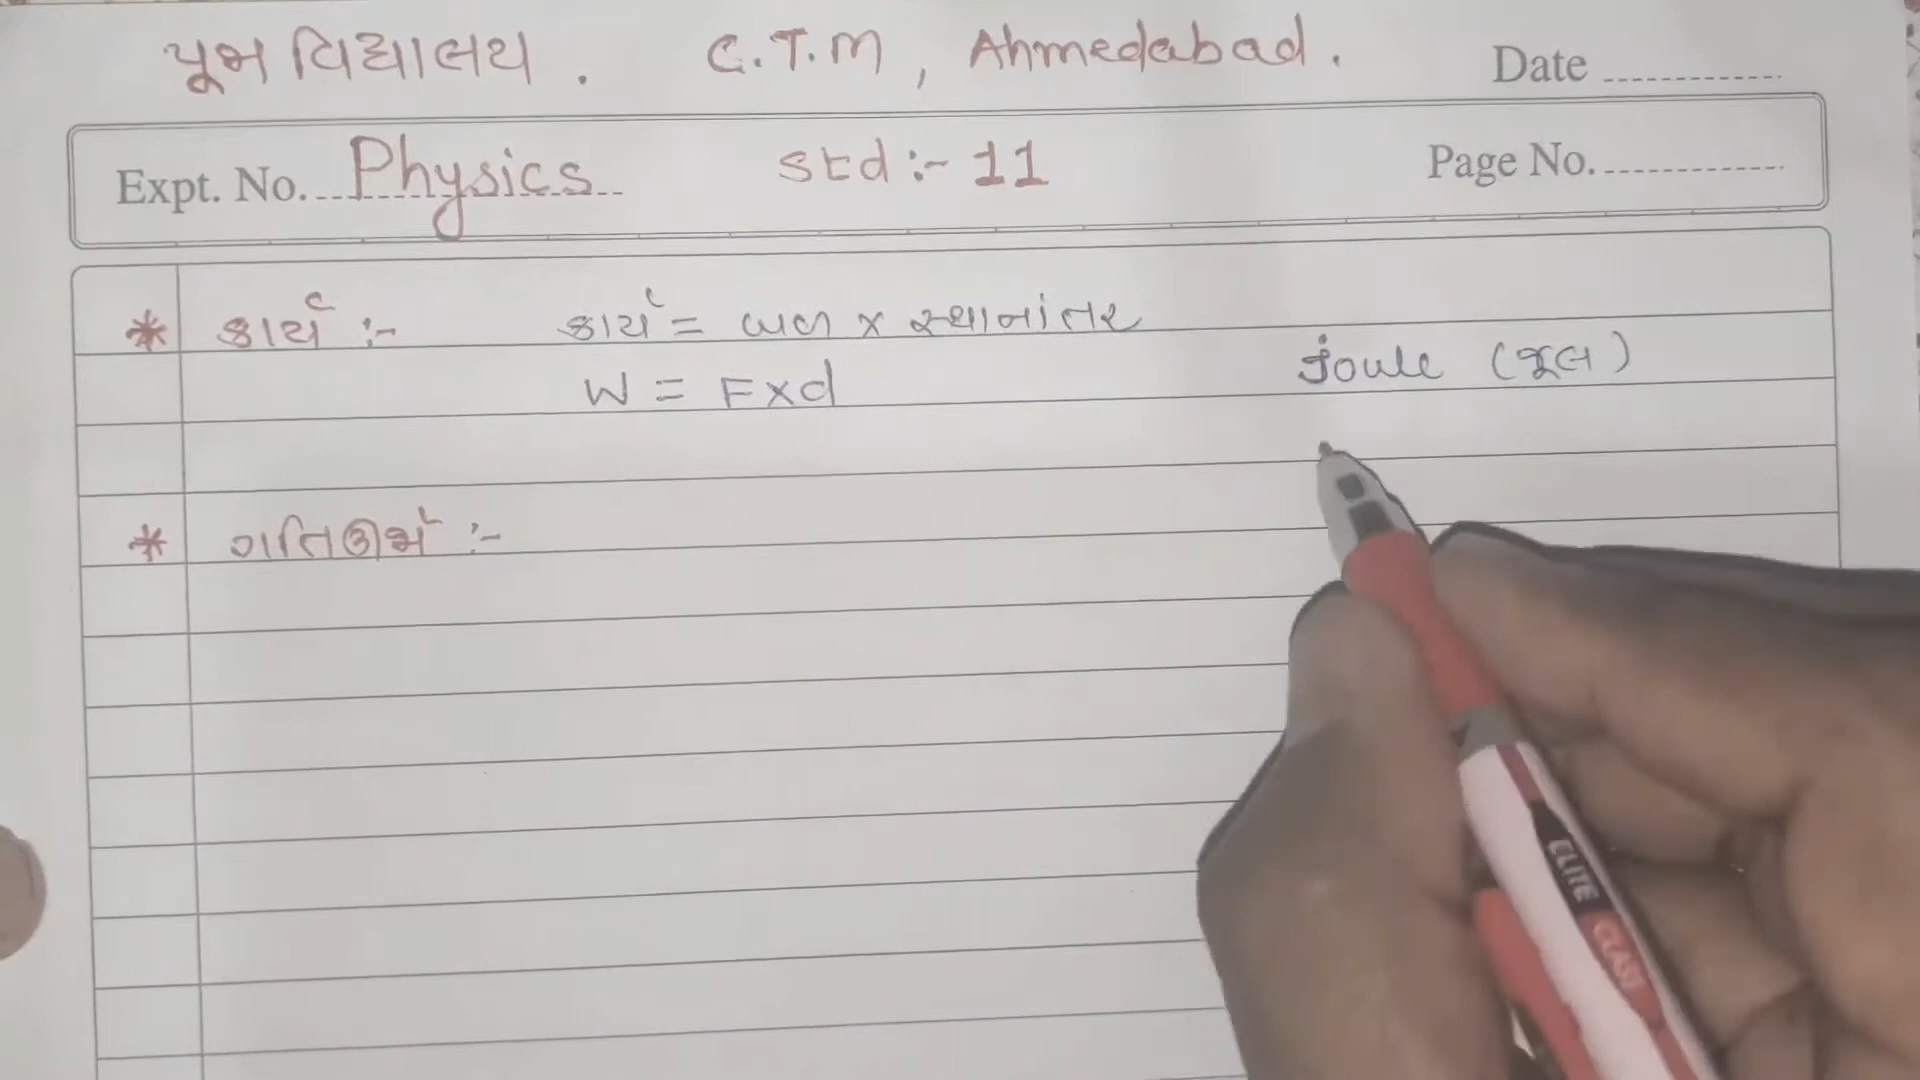 પૂજા વિદ્યાલય . C.T.M , Ahmedabad .
Date
Expt. No. Physics Std :- 11 Page No.
* કાર્ય :- કાર્ય = બળ × સ્થાનાંતર
W = F×d Joule (જૂલ)
* ગતિઊર્જા :-
ELITE CLASS